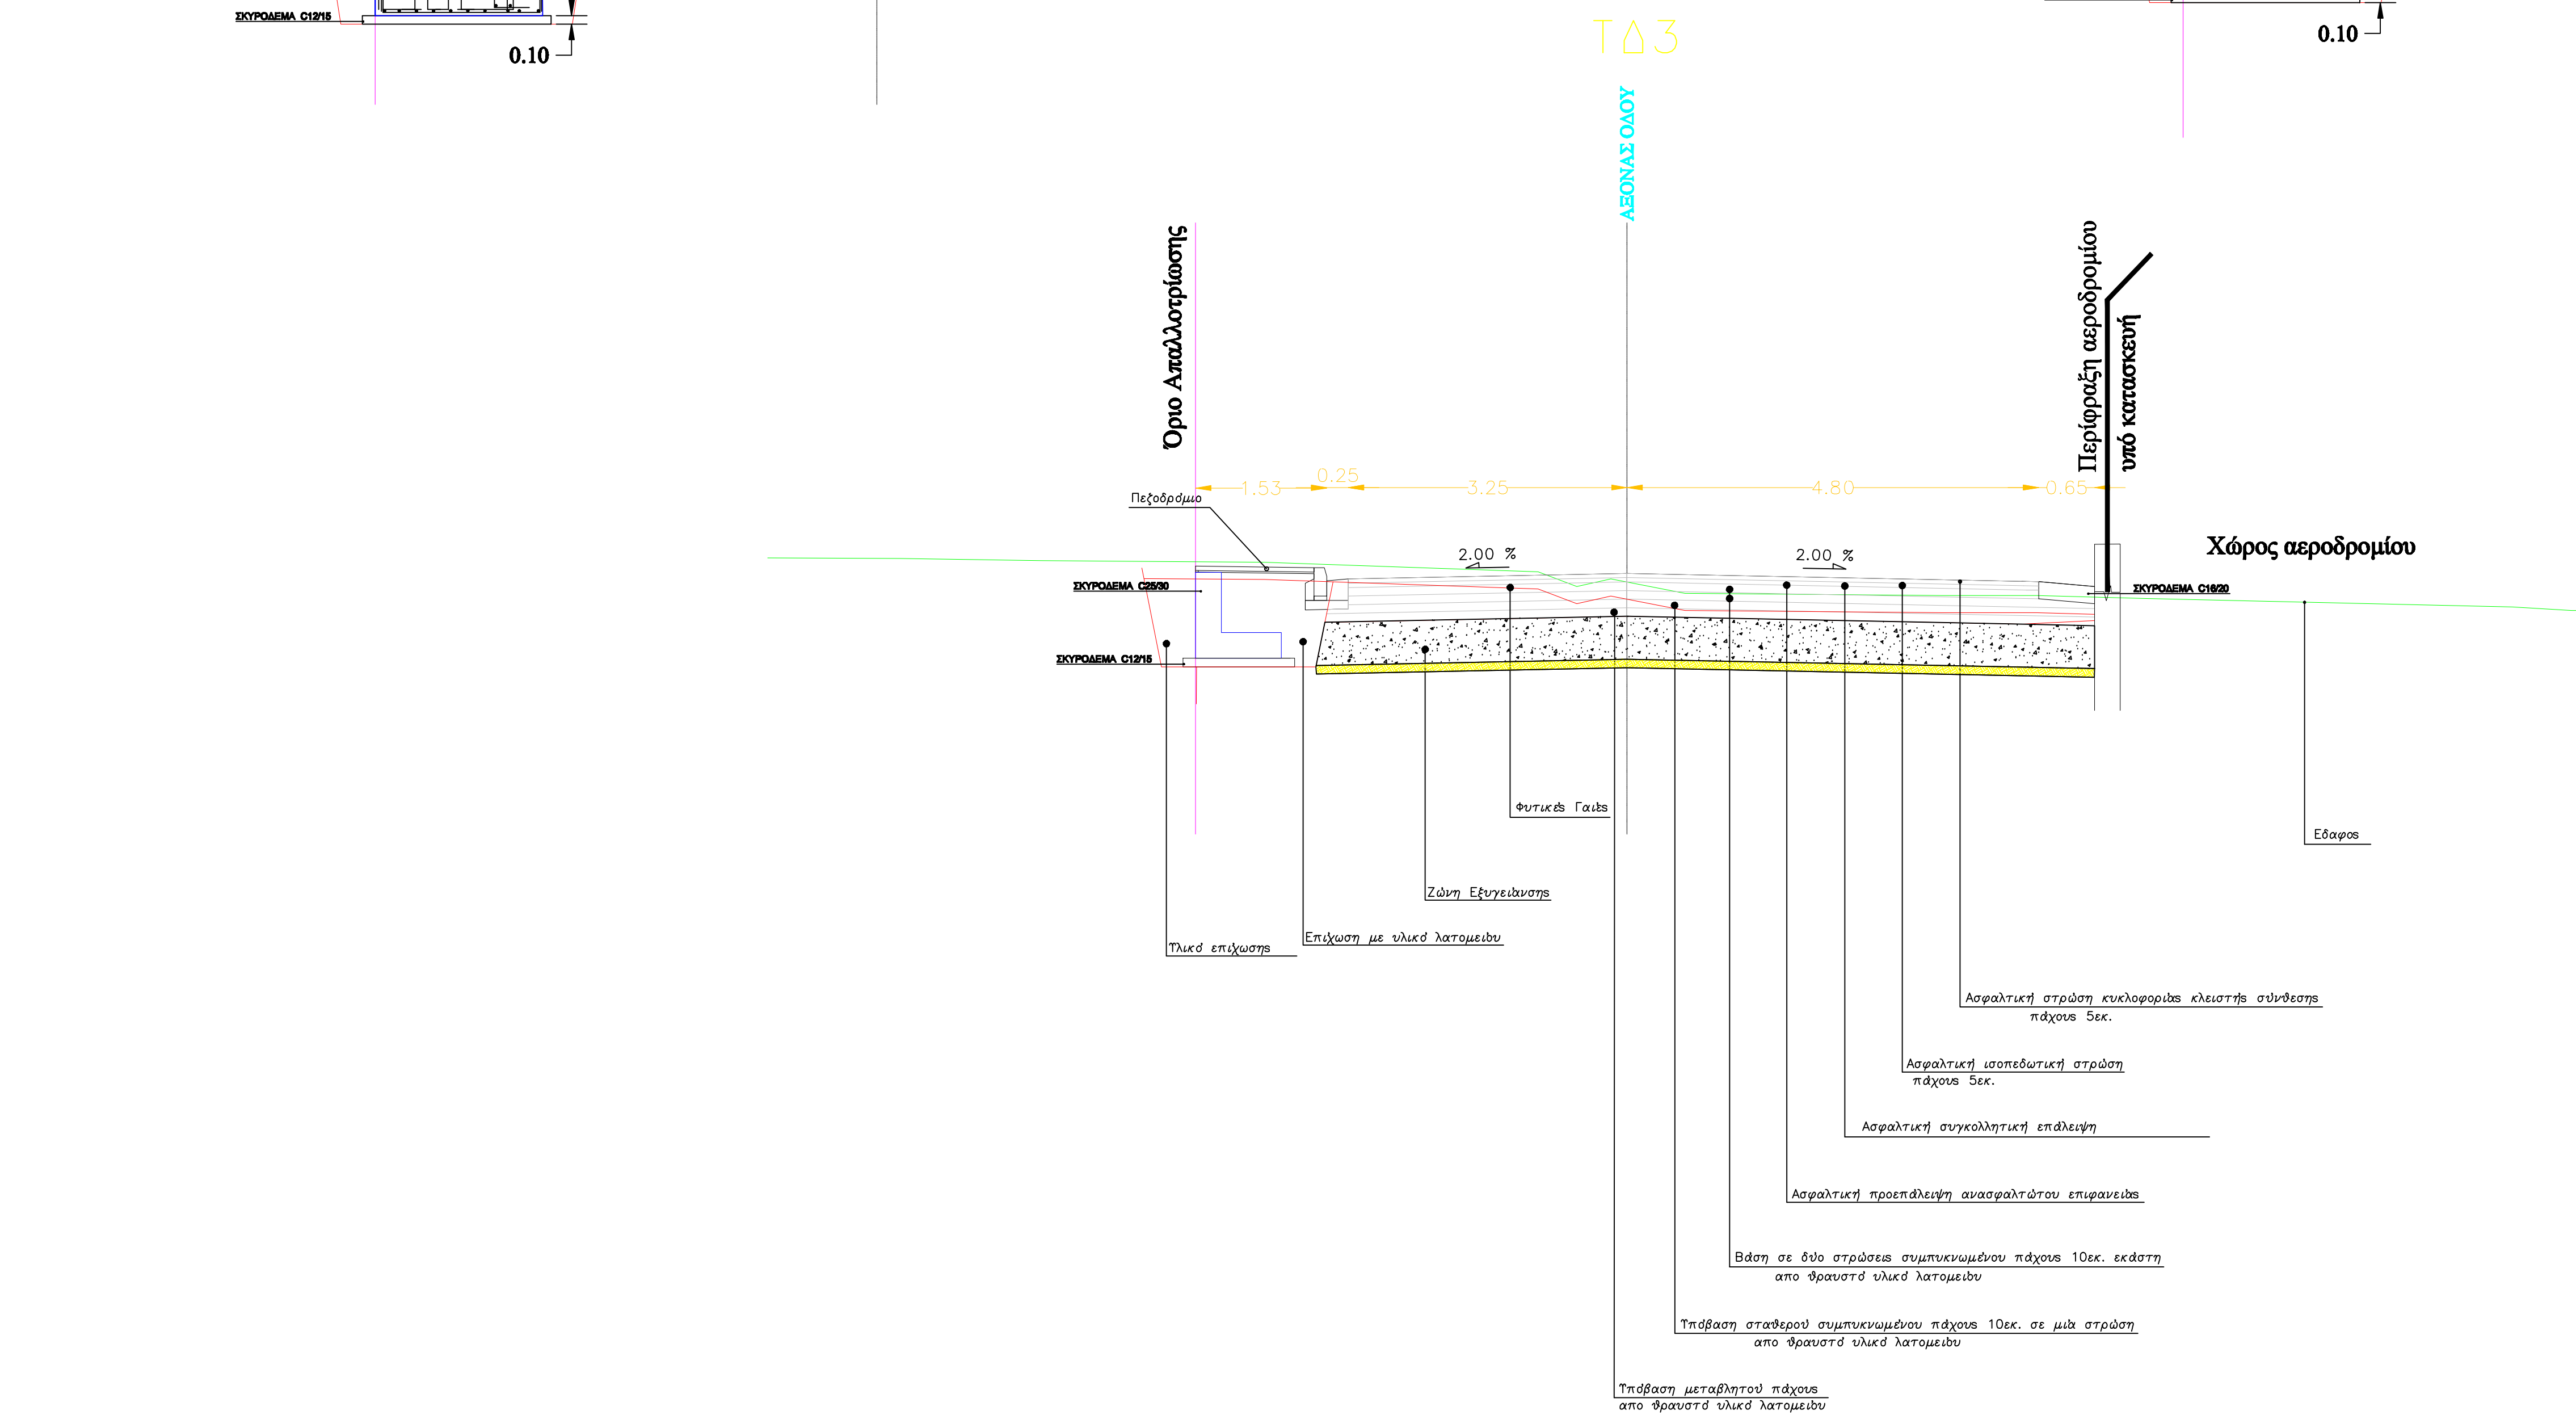 ΣΚΥΡΟΔΕΜΑ C12/15
0.10
0.10
ΤΔ3
ΑΞΟΝΑΣ ΟΔΟΥ
Όριο Απαλλοτρίωσης
Περίφραξη αεροδρομίου
υπό κατασκευή
1.53
0.25
3.25
4.80
0.65
Πεζοδρόμιο
2.00 %
2.00 %
Χώρος αεροδρομίου
ΣΚΥΡΟΔΕΜΑ C25/30
ΣΚΥΡΟΔΕΜΑ C16/20
ΣΚΥΡΟΔΕΜΑ C12/15
Φυτικές Γαιές
Εδαφος
Ζώνη Εξυγείανσης
Επίχωση με υλικό λατομείου
Υλικό επίχωσης
Ασφαλτική στρώση κυκλοφορίας κλειστής σύνθεσης
πάχους 5εκ.
Ασφαλτική ισοπεδωτική στρώση
πάχους 5εκ.
Ασφαλτική συγκολλητική επάλειψη
Ασφαλτική προεπάλειψη ανασφαλτώτου επιφανείας
Βάση σε δύο στρώσεις συμπυκνωμένου πάχους 10εκ. εκάστη
απο θραυστό υλικό λατομείου
Υπόβαση σταθερού συμπυκνωμένου πάχους 10εκ. σε μία στρώση
απο θραυστό υλικό λατομείου
Υπόβαση μεταβλητού πάχους
απο θραυστό υλικό λατομείου